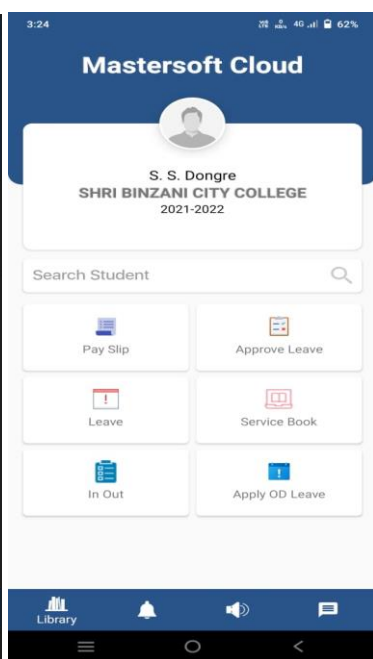 3:24
4G
62%
Mastersoft Cloud
S. S. Dongre
SHRI BINZANI CITY COLLEGE
2021-2022
Search Student
Pay Slip
Approve Leave
Leave
Service Book
In Out
Apply OD Leave
Library